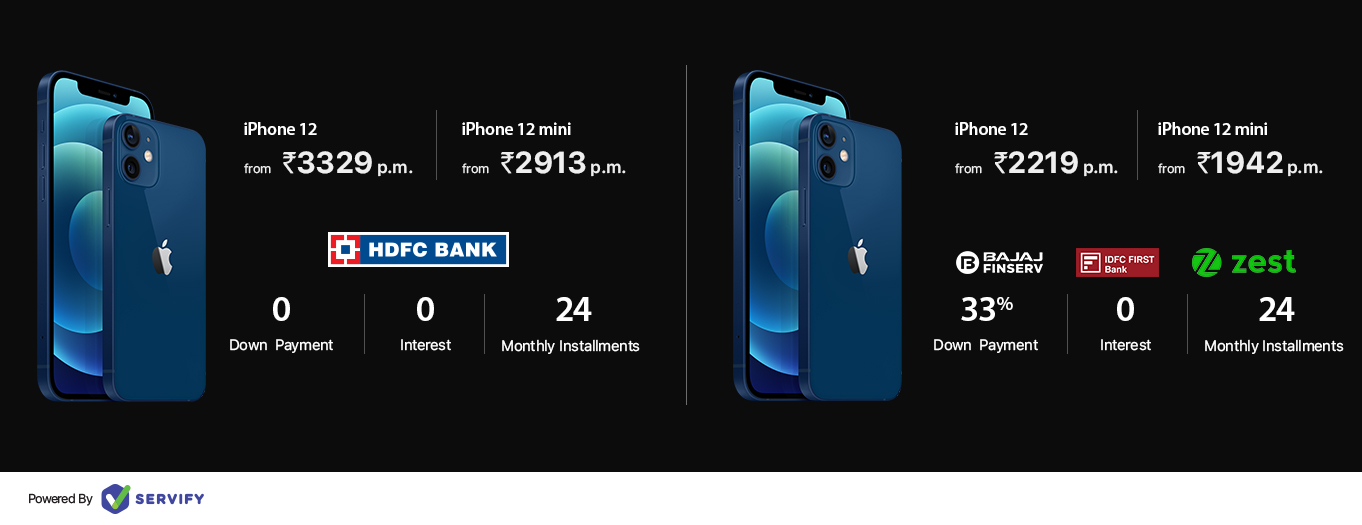 iPhone 12
from ₹3329 p.m.
iPhone 12 mini
from ₹2913 p.m.
HDFC BANK
0
Down Payment
0
Interest
24
Monthly Installments
iPhone 12
from ₹2219 p.m.
iPhone 12 mini
from ₹1942 p.m.
BAJAJ
FINSERV
IDFC FIRST
Bank
zest
33%
Down Payment
0
Interest
24
Monthly Installments
Powered By SERVIFY